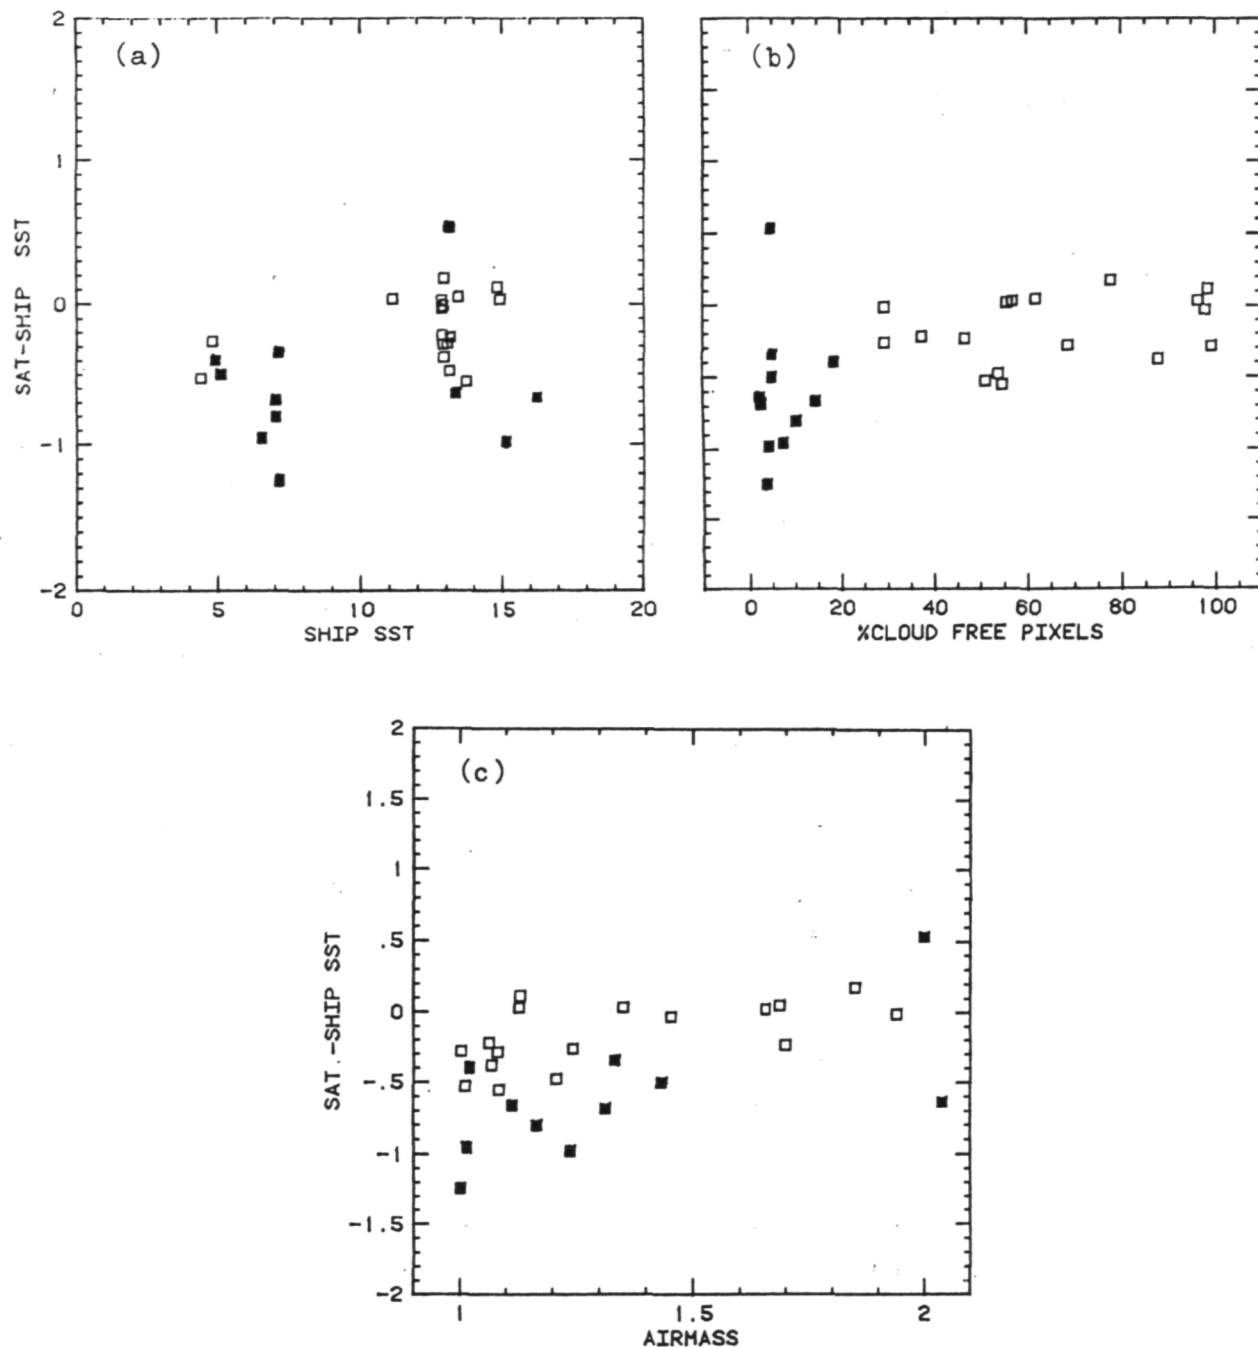 (a)
2
1
0
-1
-2
SAT-SHIP SST
0 5 10 15 20
SHIP SST
(b)
0 20 40 60 80 100
%CLOUD FREE PIXELS
(c)
2
1.5
1
.5
0
-.5
-1
-1.5
-2
SAT.-SHIP SST
1 1.5 2
AIRMASS